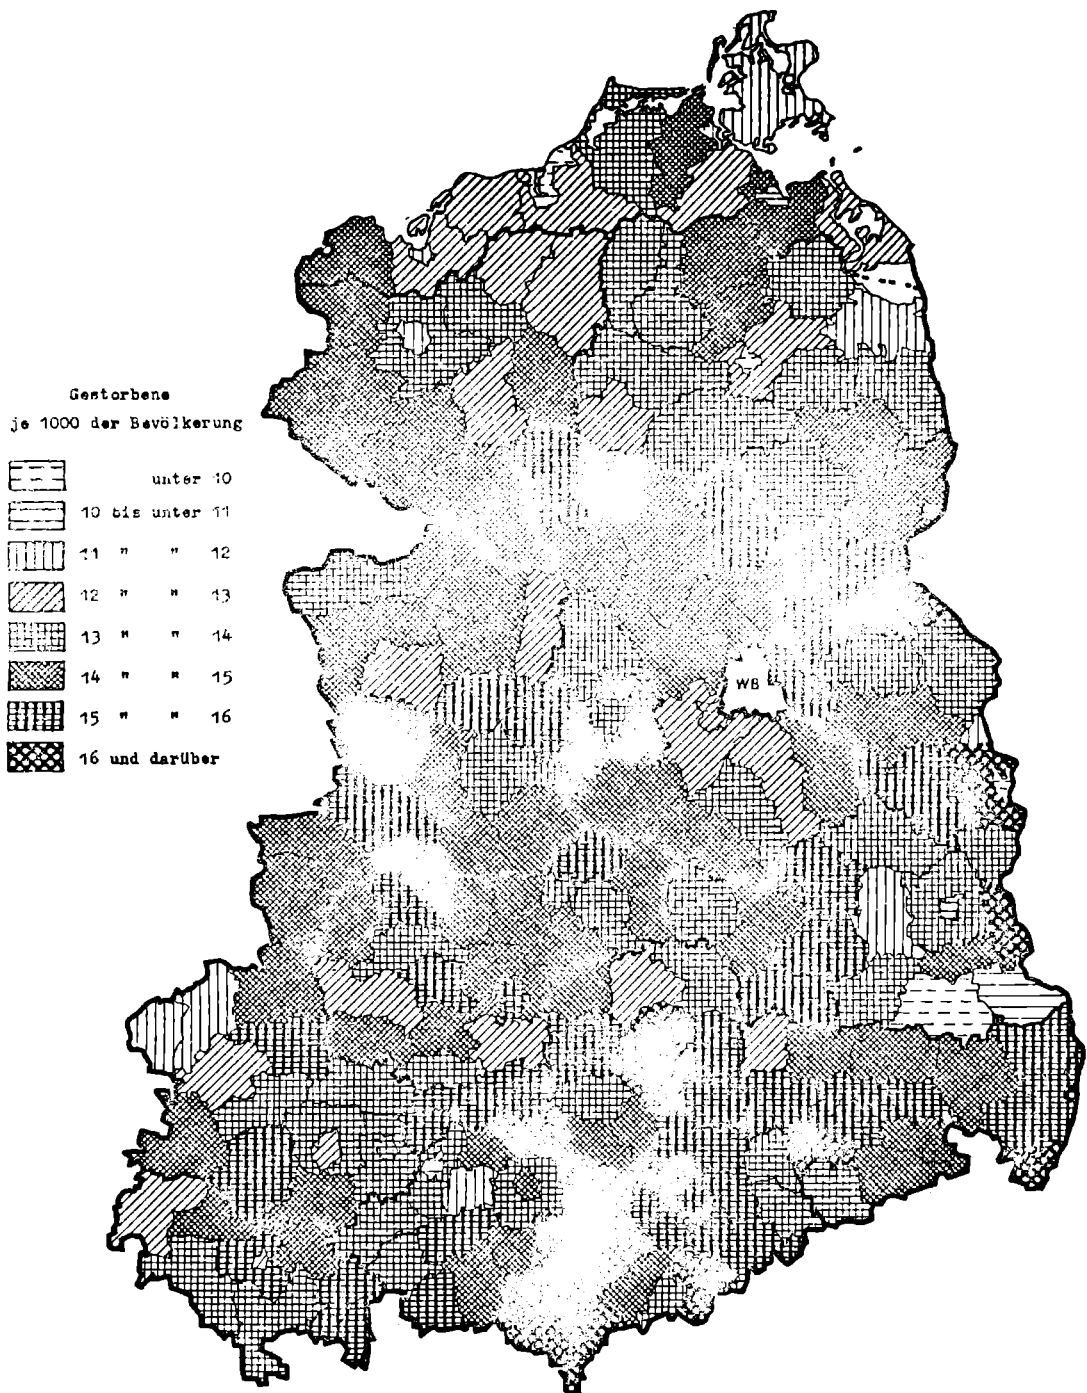 Gestorbene
je 1000 der Bevölkerung
unter 10
10 bis unter 11
11 " " 12
12 " " 13
13 " " 14
14 " " 15
15 " " 16
16 und darüber
WB